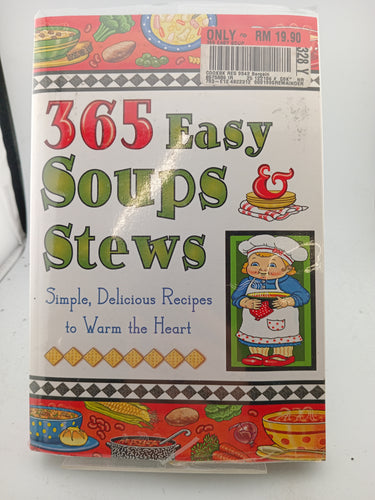 ONLY ~ RM 19.90
365 Easy
Soups &
Stews
Simple, Delicious Recipes
to Warm the Heart